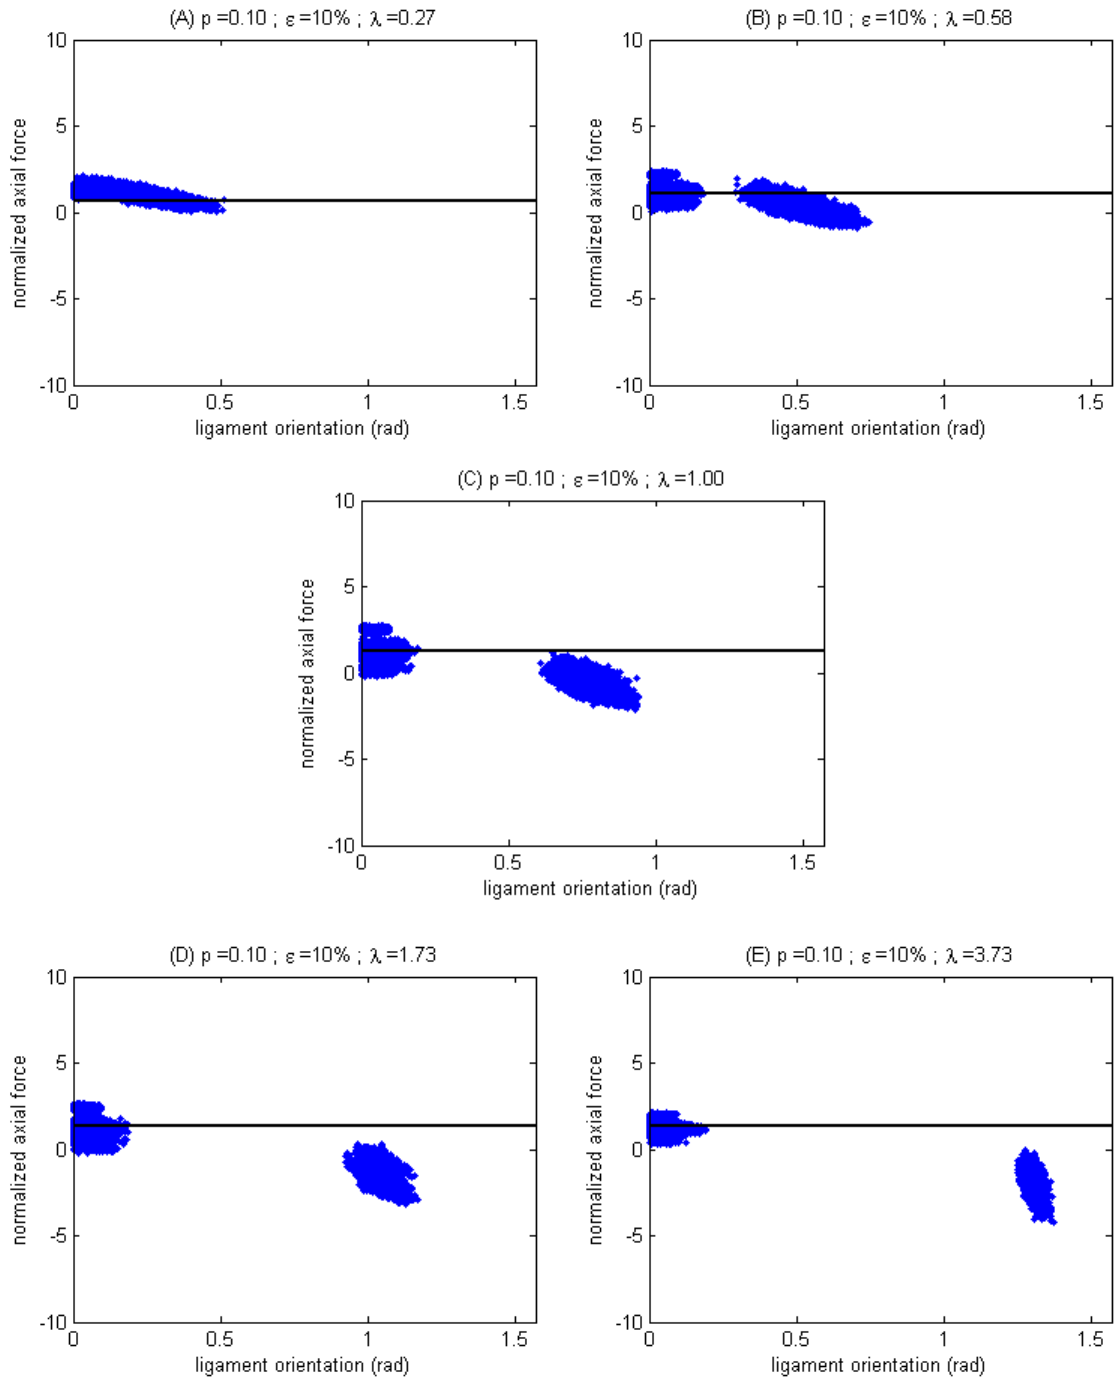 (A) p =0.10 ; ε =10% ; λ =0.27
10
5
0
-5
-10
normalized axial force
0 0.5 1 1.5
ligament orientation (rad)
(B) p =0.10 ; ε =10% ; λ =0.58
10
5
0
-5
-10
normalized axial force
0 0.5 1 1.5
ligament orientation (rad)
(C) p =0.10 ; ε =10% ; λ =1.00
10
5
0
-5
-10
normalized axial force
0 0.5 1 1.5
ligament orientation (rad)
(D) p =0.10 ; ε =10% ; λ =1.73
10
5
0
-5
-10
normalized axial force
0 0.5 1 1.5
ligament orientation (rad)
(E) p =0.10 ; ε =10% ; λ =3.73
10
5
0
-5
-10
normalized axial force
0 0.5 1 1.5
ligament orientation (rad)